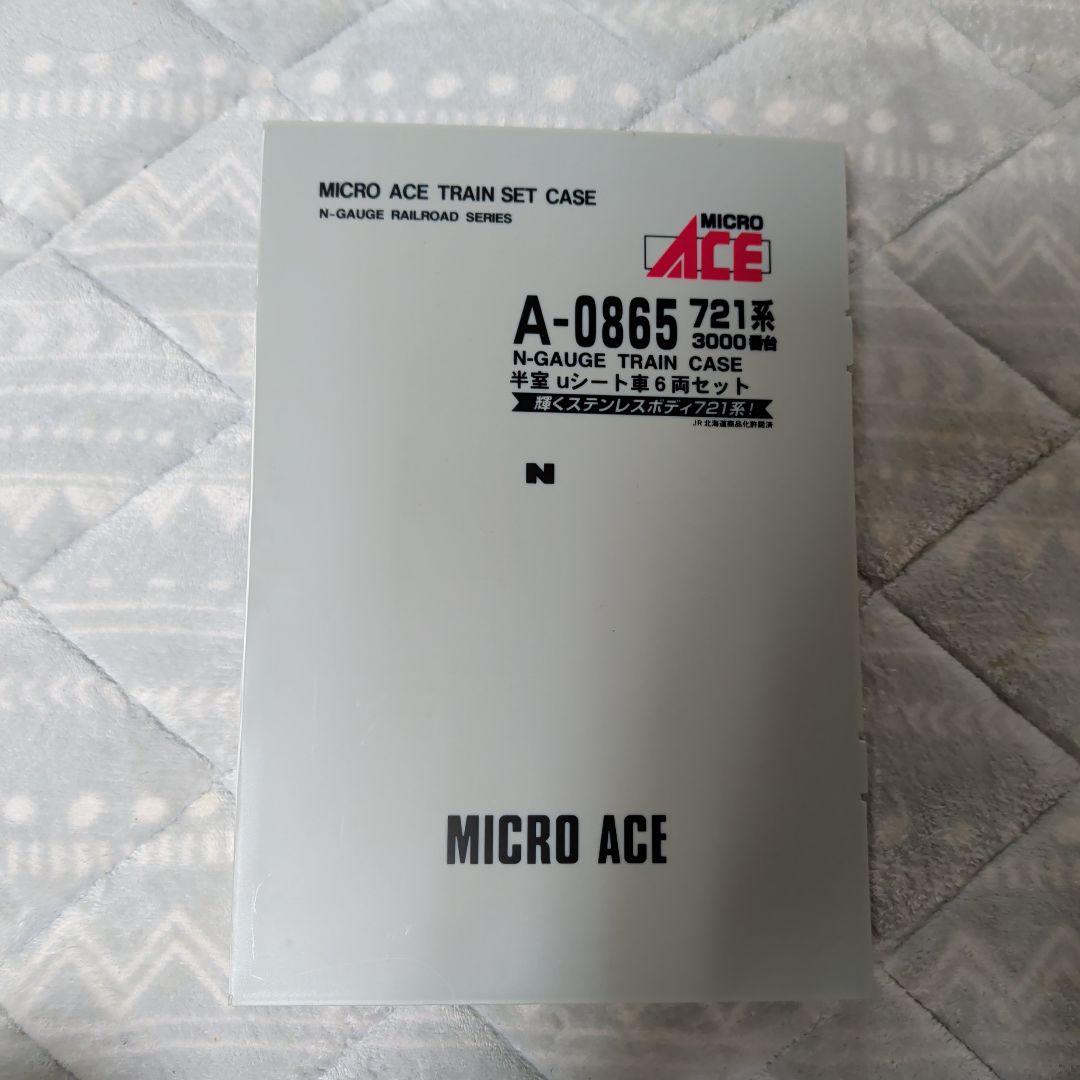 MICRO ACE TRAIN SET CASE
N-GAUGE RAILROAD SERIES
MICRO
ACE
A-0865 721系
3000番台
N-GAUGE TRAIN CASE
半室 uシート車6両セット
輝くステンレスボディ721系!
JR北海道商品化許諾済
N
MICRO ACE